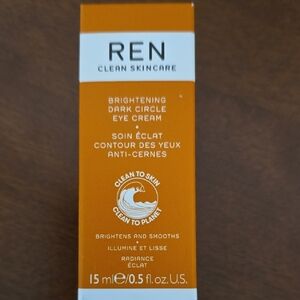 REN
CLEAN SKINCARE
BRIGHTENING
DARK CIRCLE
EYE CREAM
•
SOIN ÉCLAT
CONTOUR DES YEUX
ANTI-CERNES
CLEAN TO SKIN
CLEAN TO PLANET
BRIGHTENS AND SMOOTHS
•
ILLUMINE ET LISSE
RADIANCE
ÉCLAT
15 ml℮/0.5 fl.oz.U.S.